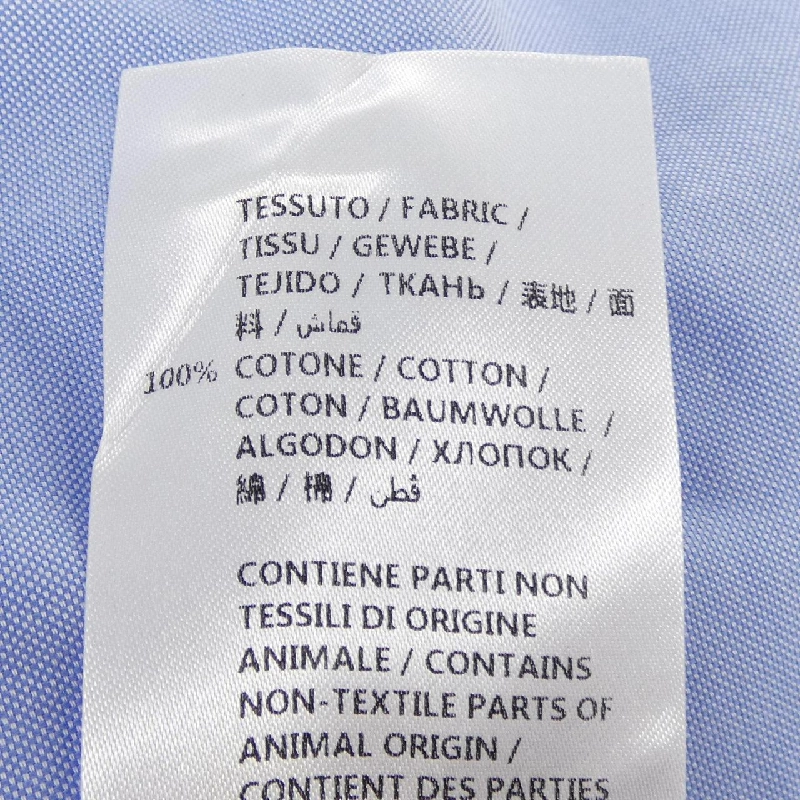 TESSUTO / FABRIC /
TISSU / GEWEBE /
TEJIDO / ТКАНЬ / 表地 / 面
料 / قماش
100% COTONE / COTTON /
COTON / BAUMWOLLE /
ALGODON / ХЛОПОК /
綿 / 棉 / قطن
CONTIENE PARTI NON
TESSILI DI ORIGINE
ANIMALE / CONTAINS
NON-TEXTILE PARTS OF
ANIMAL ORIGIN /
CONTIENT DES PARTIES